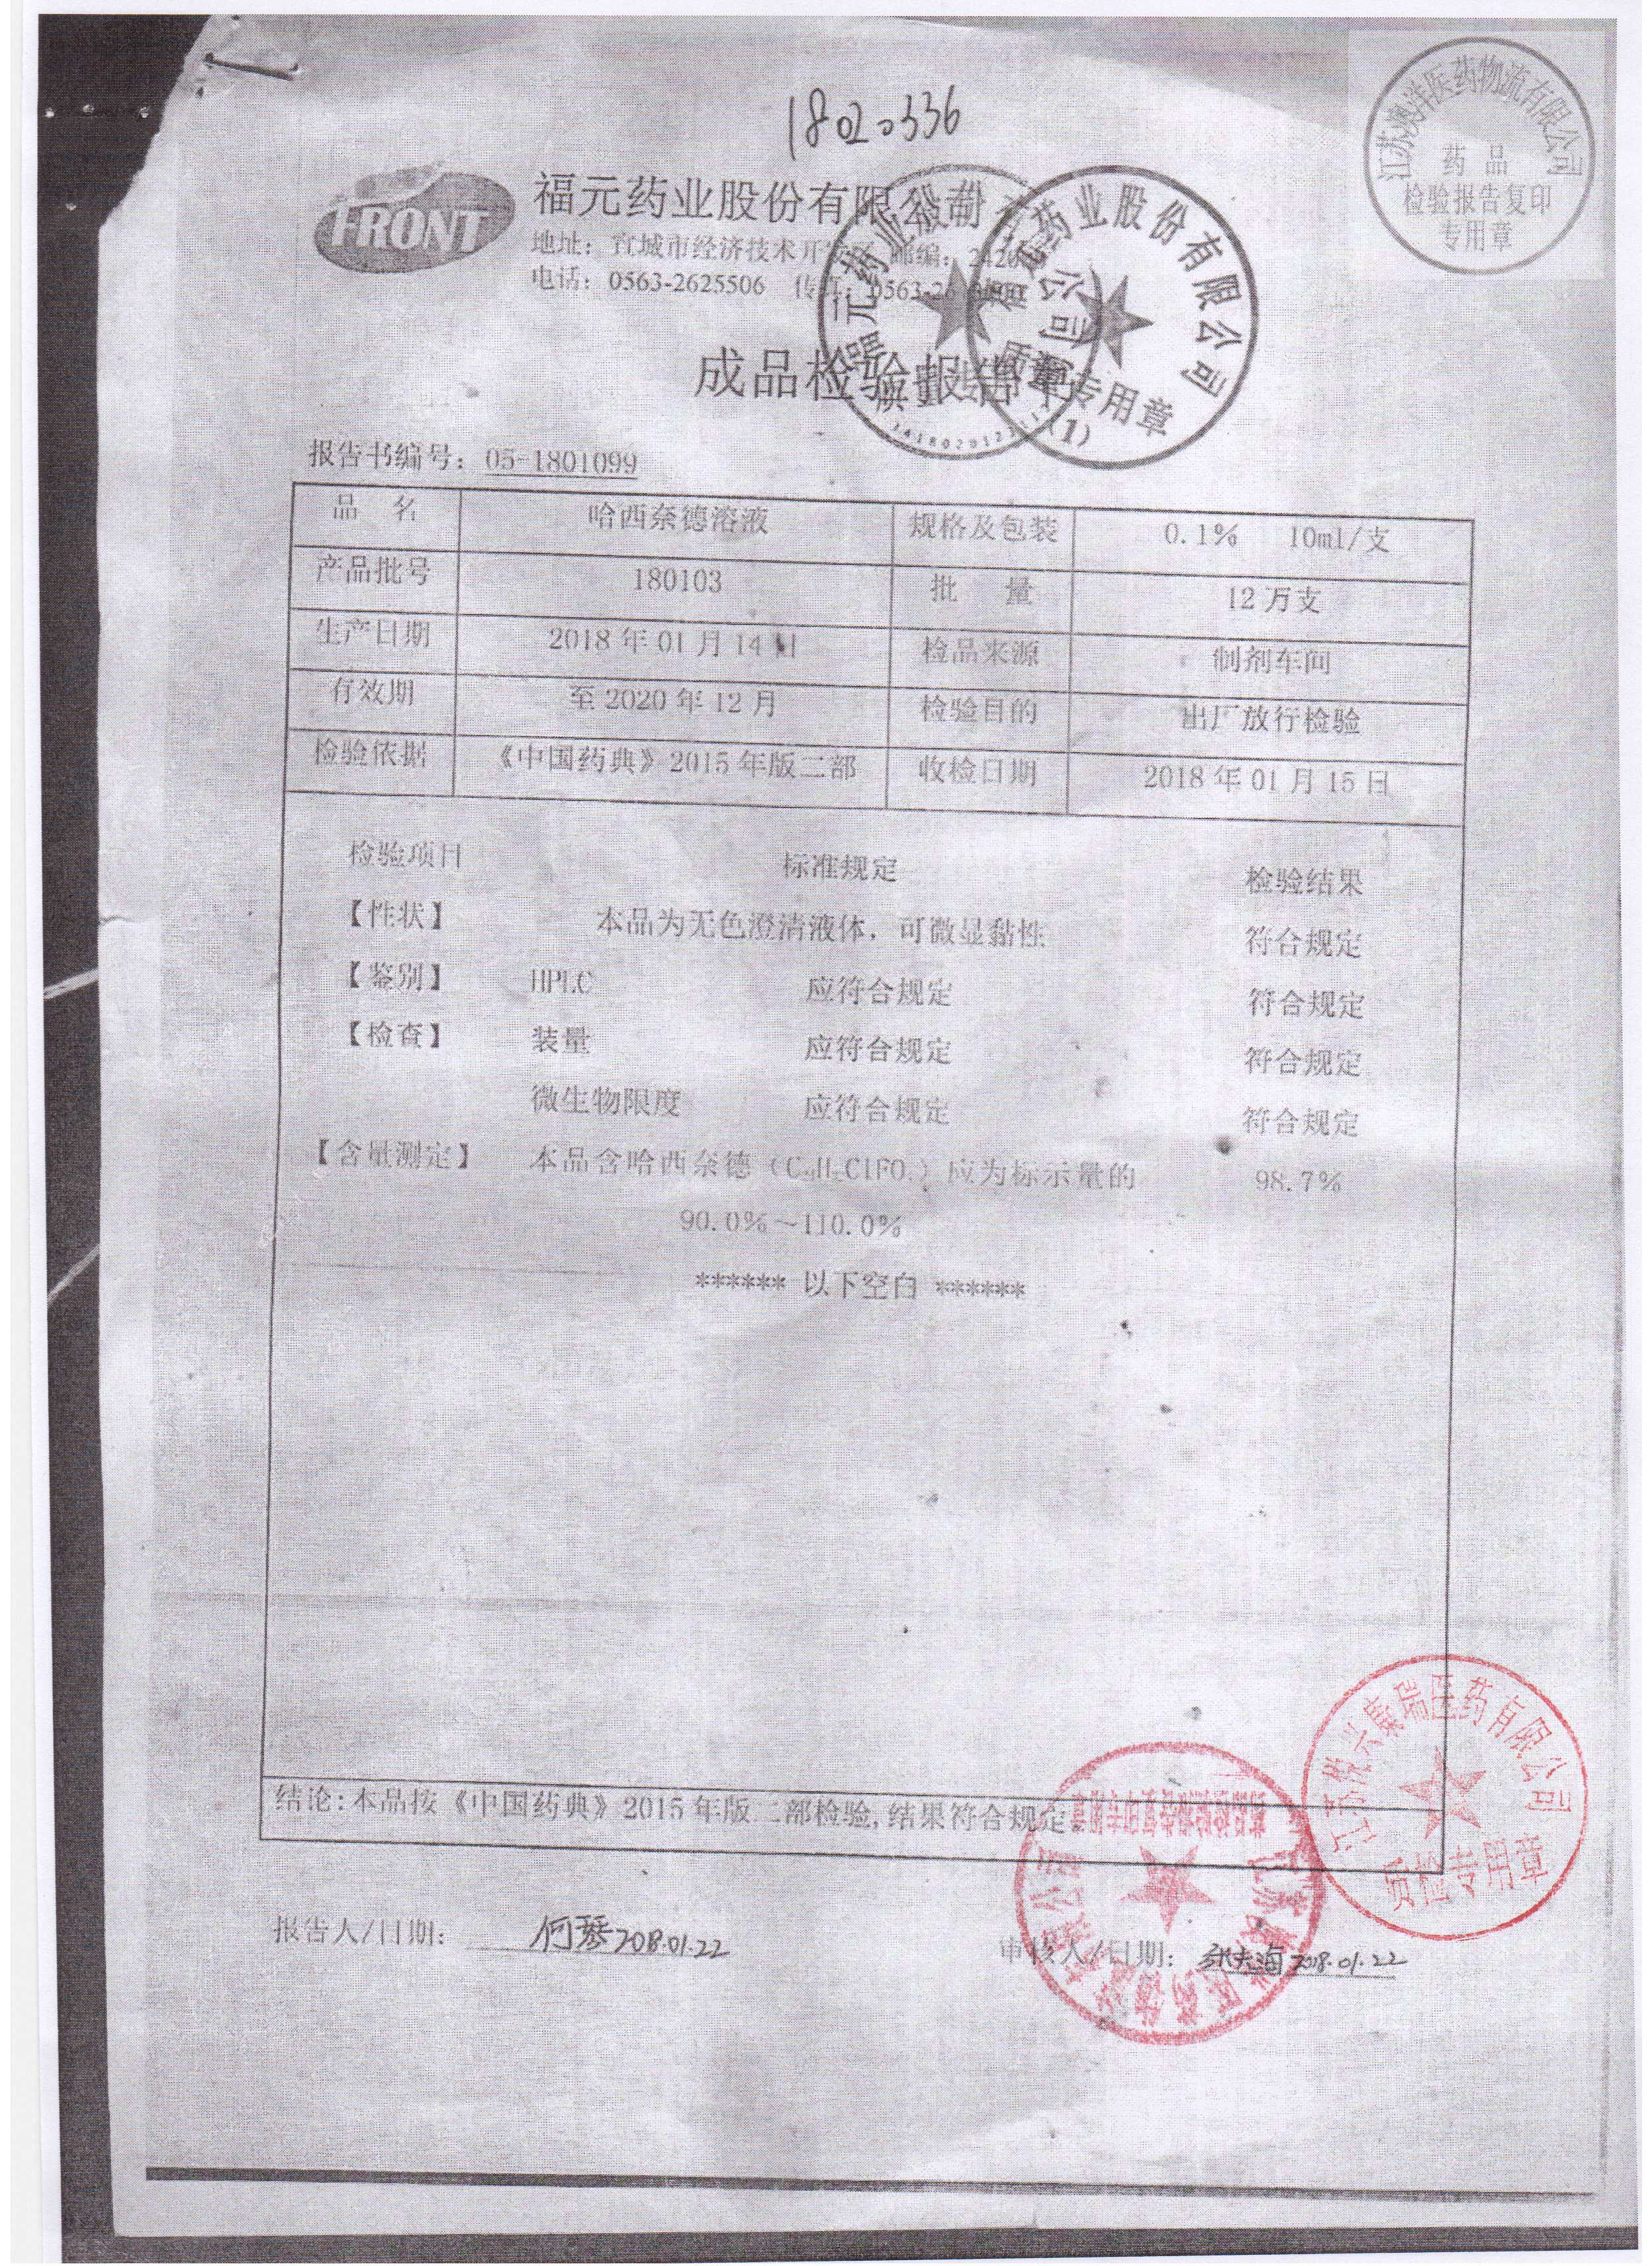 18020336
江苏澳洋医药物流有限公司
药品
检验报告复印
专用章
FRONT
福元药业股份有限公司
地址：宣城市经济技术开发区 邮编：2420
电话：0563-2625506 传真：0563-26
福元药业股份有限公司
质量专用章
(1)
成品检验报告单
报告书编号：05-1801099
品 名 哈西奈德溶液 规格及包装 0.1% 10ml/支
产品批号 180103 批 量 12万支
生产日期 2018年01月14日 检品来源 制剂车间
有效期 至2020年12月 检验目的 出厂放行检验
检验依据 《中国药典》2015年版二部 收检日期 2018年01月15日
检验项目 标准规定 检验结果
【性状】 本品为无色澄清液体，可微显黏性 符合规定
【鉴别】 HPLC 应符合规定 符合规定
【检查】 装量 应符合规定 符合规定
微生物限度 应符合规定 符合规定
【含量测定】 本品含哈西奈德（ClFO）应为标示量的 98.7%
90.0%～110.0%
****** 以下空白 ******
结论:本品按《中国药典》2015年版二部检验,结果符合规定
江苏悦兴康瑞医药有限公司
质检专用章
报告人/日期： 何琴 2018.01.22
审核人/日期： 2018.01.22